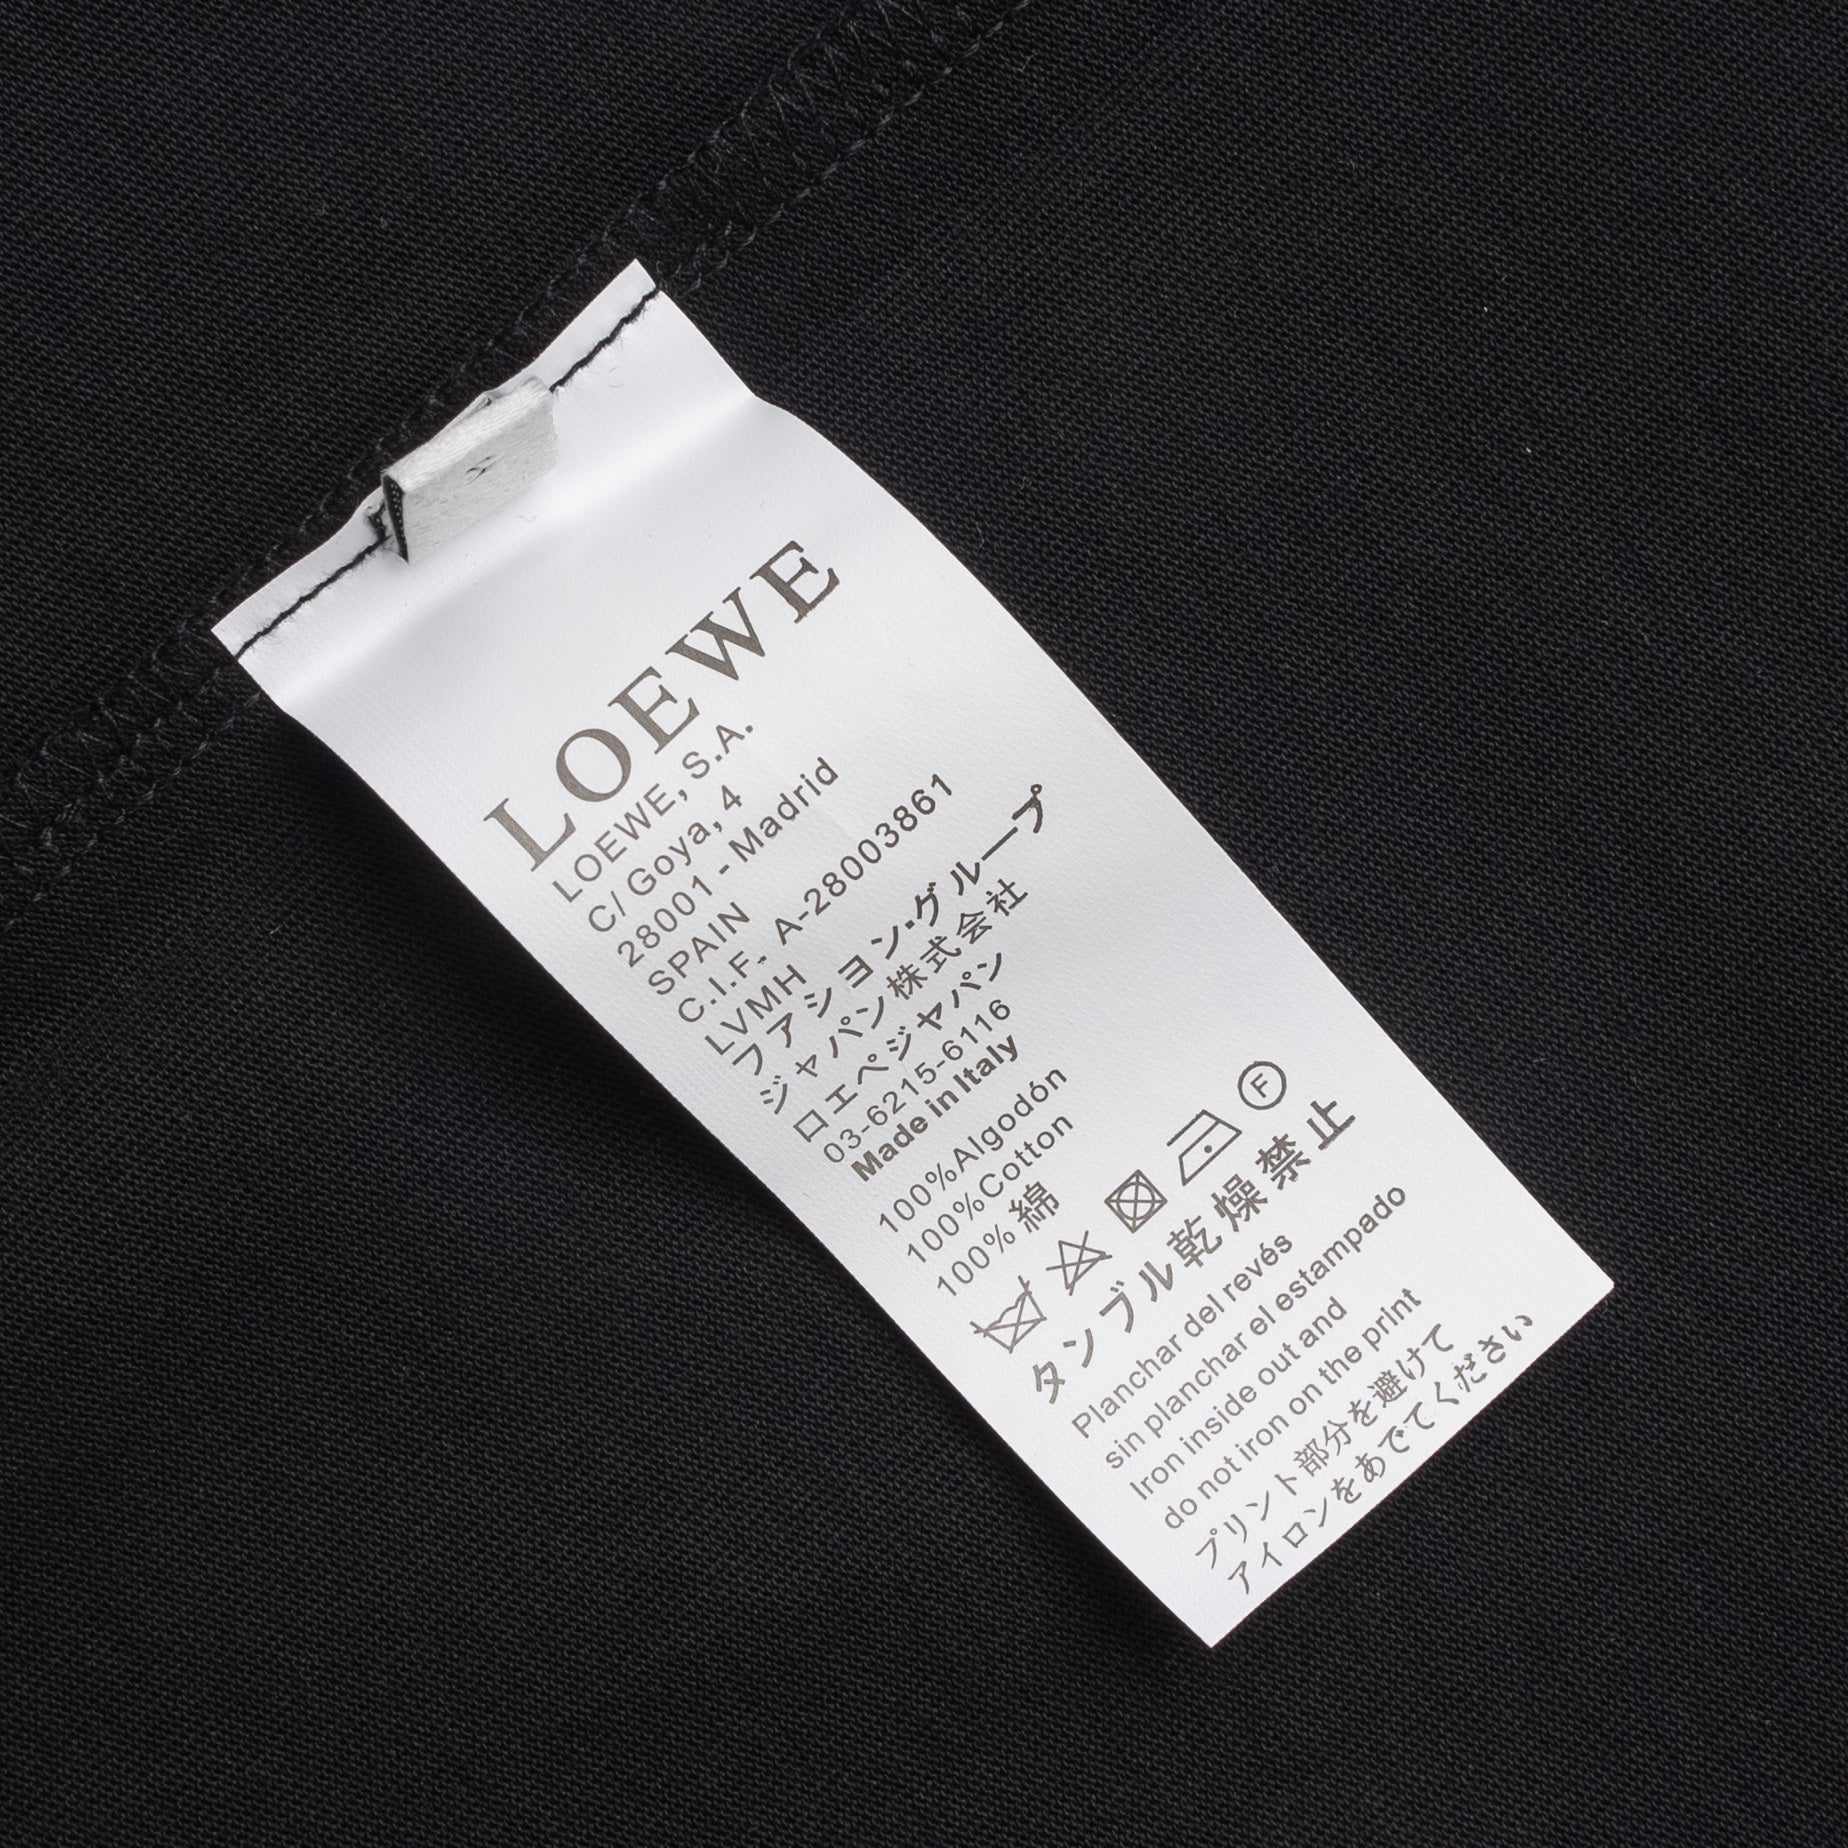 LOEWE
LOEWE, S.A.
C/ Goya, 4
28001 - Madrid
SPAIN
C.I.F- A-28003861
LVMH
フアシヨン·グループ
ジャパン株式会社
ロエベジャパン
03-6215-6116
Made in Italy
100%Algodón
100%Cotton
100%綿
F
タンブル乾燥禁止
Planchar del revés
sin planchar el estampado
Iron inside out and
do not iron on the print
プリント部分を避けて
アイロンをあでてください